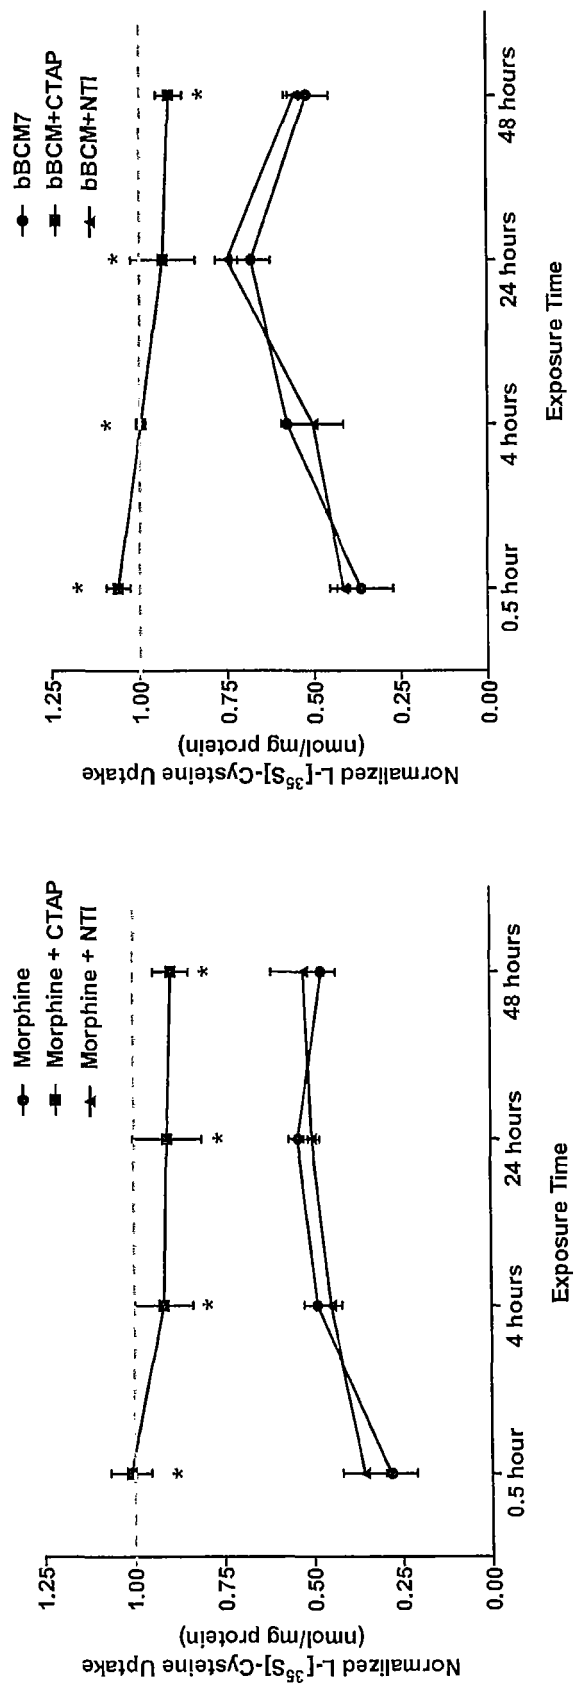 Morphine
Morphine + CTAP
Morphine + NTI
Normalized L-[³⁵S]-Cysteine Uptake
(nmol/mg protein)
1.25
1.00
0.75
0.50
0.25
0.00
*
*
*
*
0.5 hour
4 hours
24 hours
48 hours
Exposure Time
bBCM7
bBCM+CTAP
bBCM+NTI
Normalized L-[³⁵S]-Cysteine Uptake
(nmol/mg protein)
1.25
1.00
0.75
0.50
0.25
0.00
*
*
*
*
0.5 hour
4 hours
24 hours
48 hours
Exposure Time